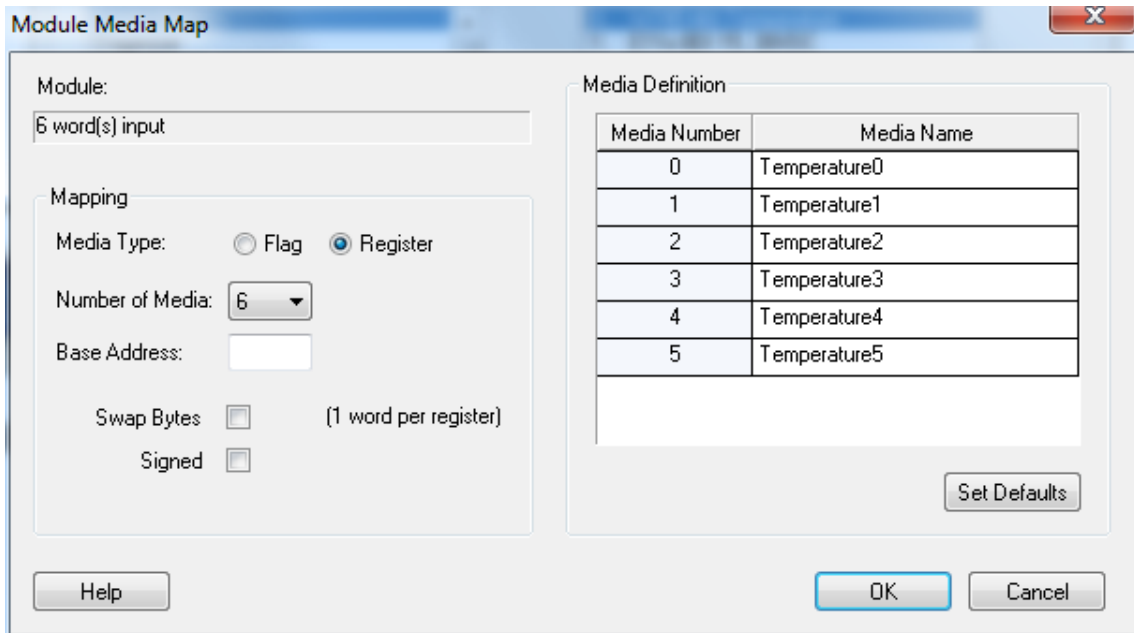 Module Media Map
Module:
6 word(s) input
Mapping
Media Type:
Flag
Register
Number of Media:
6
Base Address:
Swap Bytes
(1 word per register)
Signed
Help
Media Definition
Media Number Media Name
0 Temperature0
1 Temperature1
2 Temperature2
3 Temperature3
4 Temperature4
5 Temperature5
Set Defaults
OK
Cancel